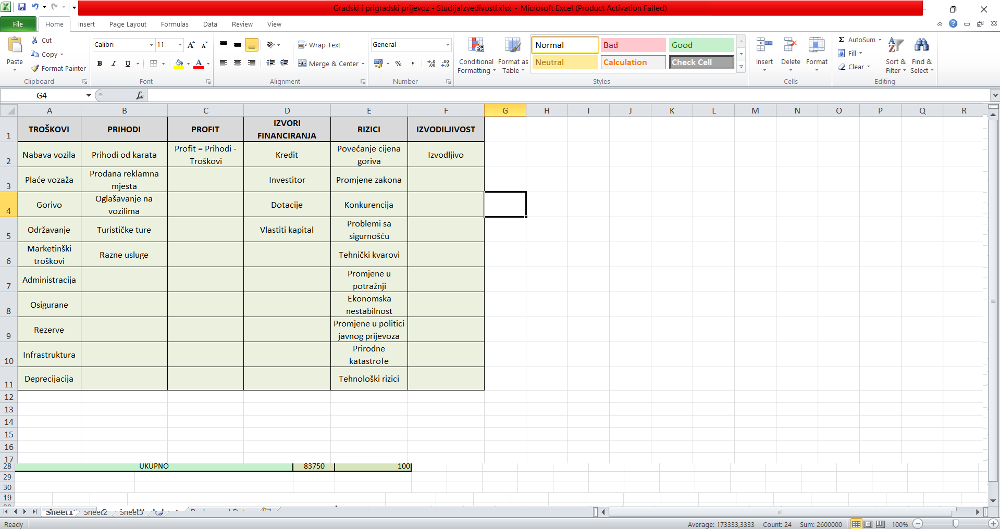 Gradski i prigradski prijevoz - StudijaIzvedivosti.xlsx - Microsoft Excel (Product Activation Failed)
File Home Insert Page Layout Formulas Data Review View
Paste
Cut
Copy
Format Painter
Clipboard
Calibri 11
B I U
Font
Wrap Text
Merge & Center
Alignment
General
Number
Conditional Formatting
Format as Table
Normal Bad Good
Neutral Calculation Check Cell
Styles
Insert Delete Format
Cells
Σ AutoSum
Fill
Clear
Sort & Filter
Find & Select
Editing
G4 fx
A B C D E F G H I J K L M N O P Q R
1 TROŠKOVI PRIHODI PROFIT IZVORI FINANCIRANJA RIZICI IZVODILJIVOST
2 Nabava vozila Prihodi od karata Profit = Prihodi - Troškovi Kredit Povećanje cijena goriva Izvodljivo
3 Plaće vozaža Prodana reklamna mjesta Investitor Promjene zakona
4 Gorivo Oglašavanje na vozilima Dotacije Konkurencija
5 Održavanje Turističke ture Vlastiti kapital Problemi sa sigurnošću
6 Marketinški troškovi Razne usluge Tehnički kvarovi
7 Administracija Promjene u potražnji
8 Osigurane Ekonomska nestabilnost
9 Rezerve Promjene u politici javnog prijevoza
10 Infrastruktura Prirodne katastrofe
11 Deprecijacija Tehnološki rizici
12
13
14
15
16
17
28 UKUPNO 83750 100
29
30
19
Sheet1 Sheet2 Sheet3
Ready Average: 173333,3333 Count: 24 Sum: 2600000 100%